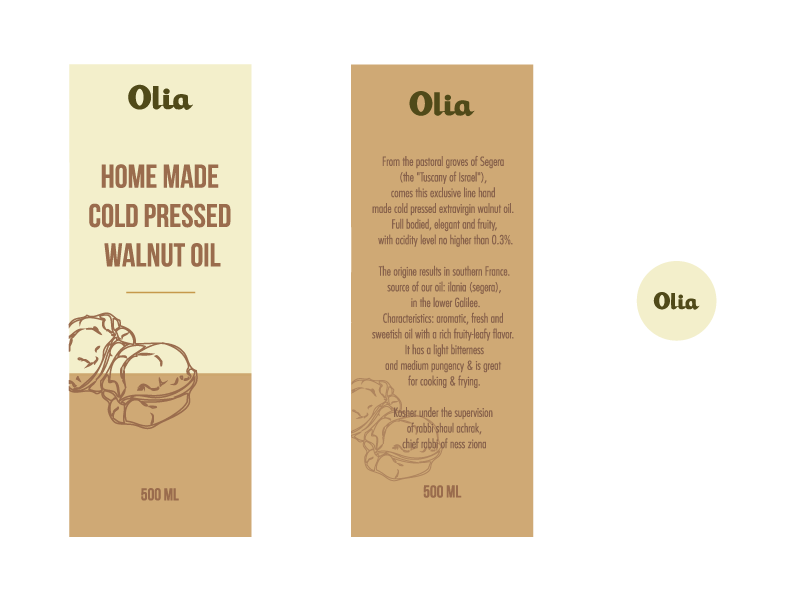 Olia
HOME MADE
COLD PRESSED
WALNUT OIL
500 ML
Olia
From the pastoral groves of Segera
(the "Tuscany of Israel"),
comes this exclusive line hand
made cold pressed extravirgin walnut oil.
Full bodied, elegant and fruity,
with acidity level no higher than 0.3%.
The origine results in southern France.
source of our oil: ilania (segera),
in the lower Galilee.
Characteristics: aromatic, fresh and
sweetish oil with a rich fruity-leafy flavor.
It has a light bitterness
and medium pungency & is great
for cooking & frying.
Kosher under the supervision
of rabbi shoul achrak,
chief rabbi of ness ziona
500 ML
Olia